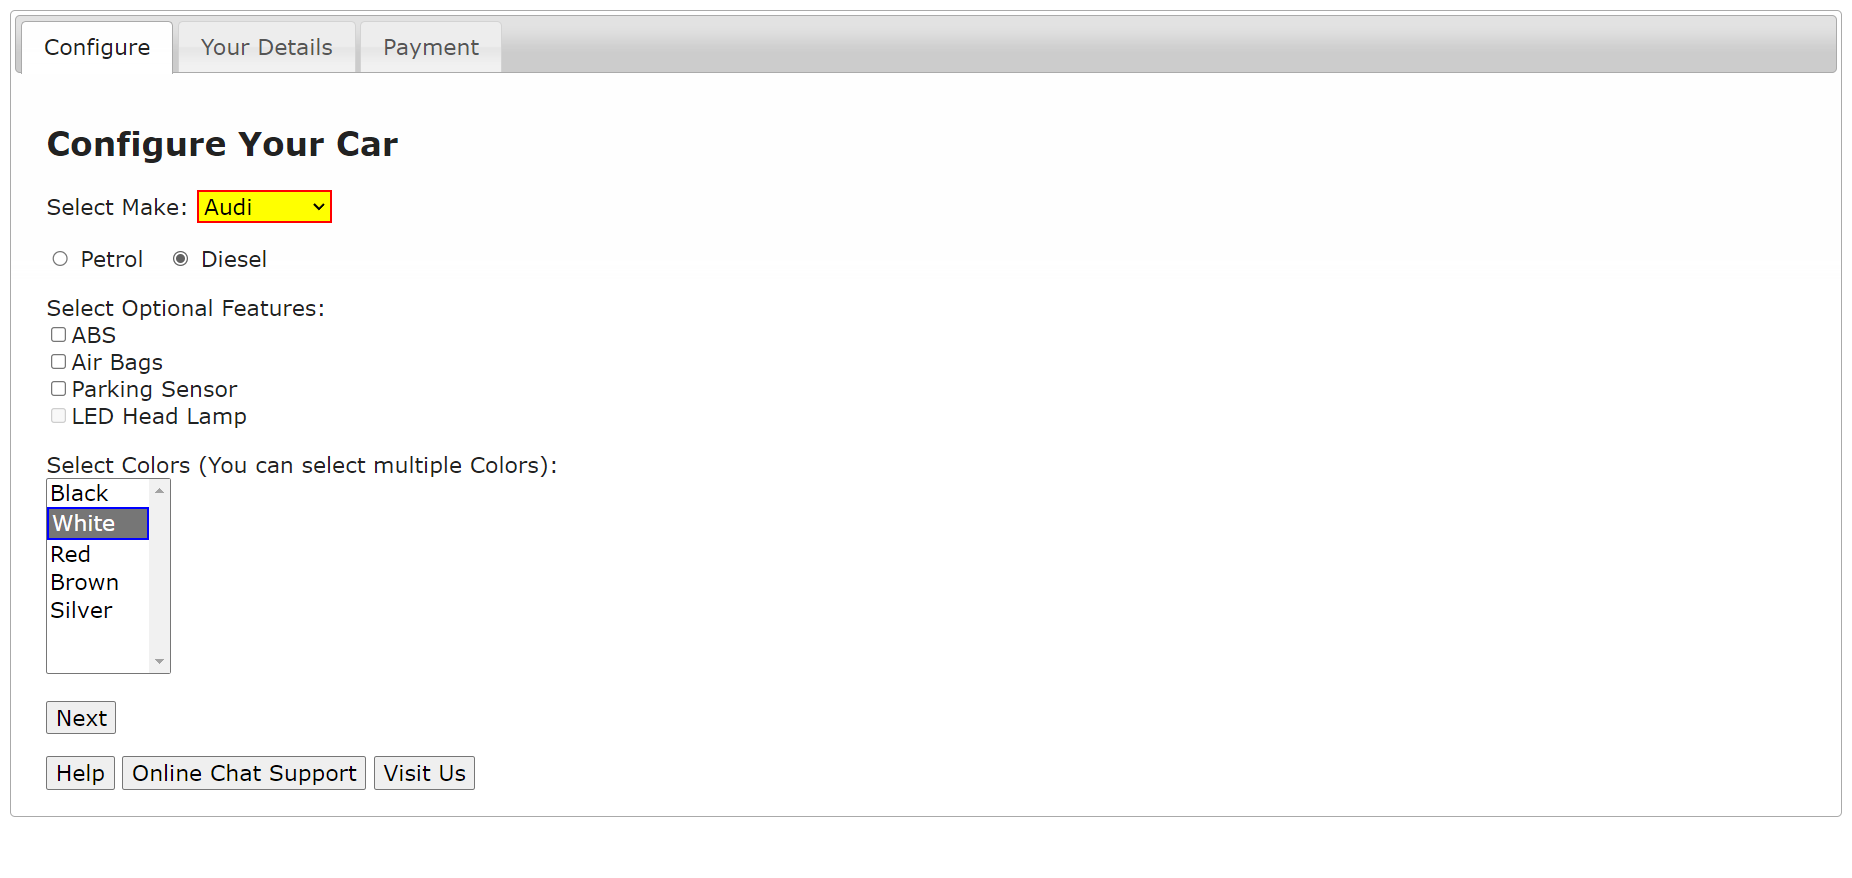 Configure Your Details Payment
Configure Your Car
Select Make: Audi
Petrol Diesel
Select Optional Features:
ABS
Air Bags
Parking Sensor
LED Head Lamp
Select Colors (You can select multiple Colors):
Black
White
Red
Brown
Silver
Next
Help Online Chat Support Visit Us